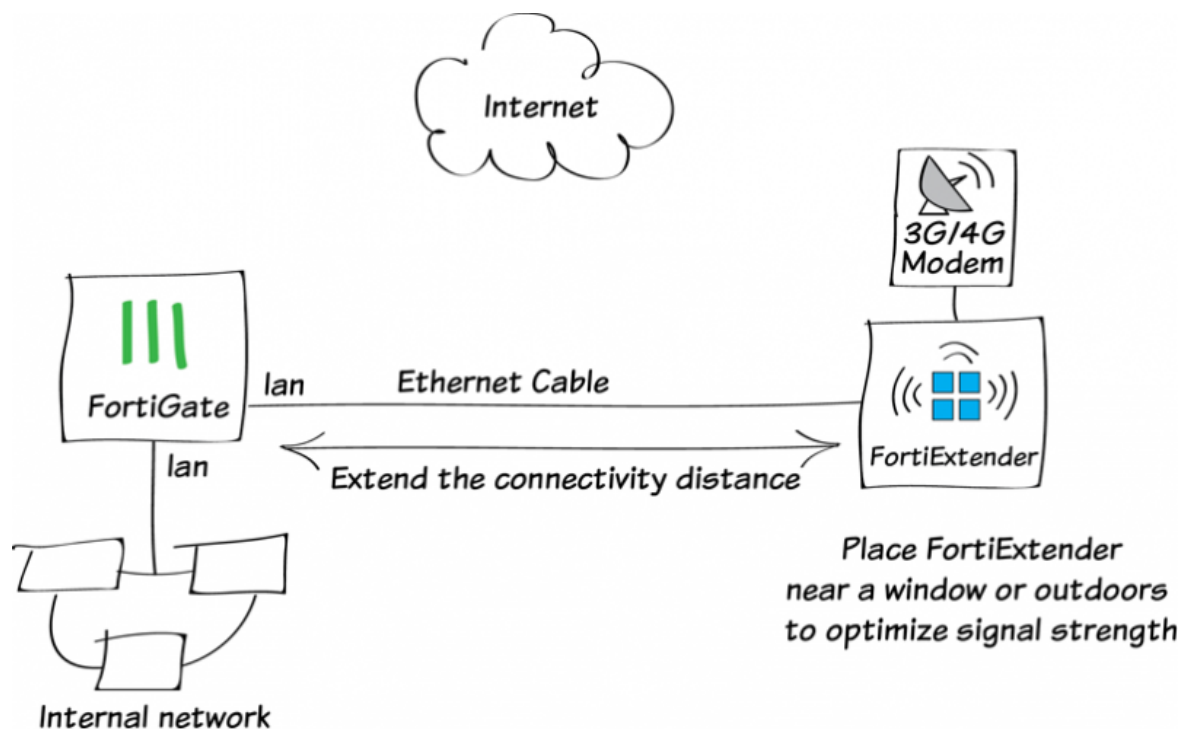 Internet
3G/4G
Modem
FortiGate
lan
Ethernet Cable
lan
Extend the connectivity distance
FortiExtender
Place FortiExtender
near a window or outdoors
to optimize signal strength
Internal network